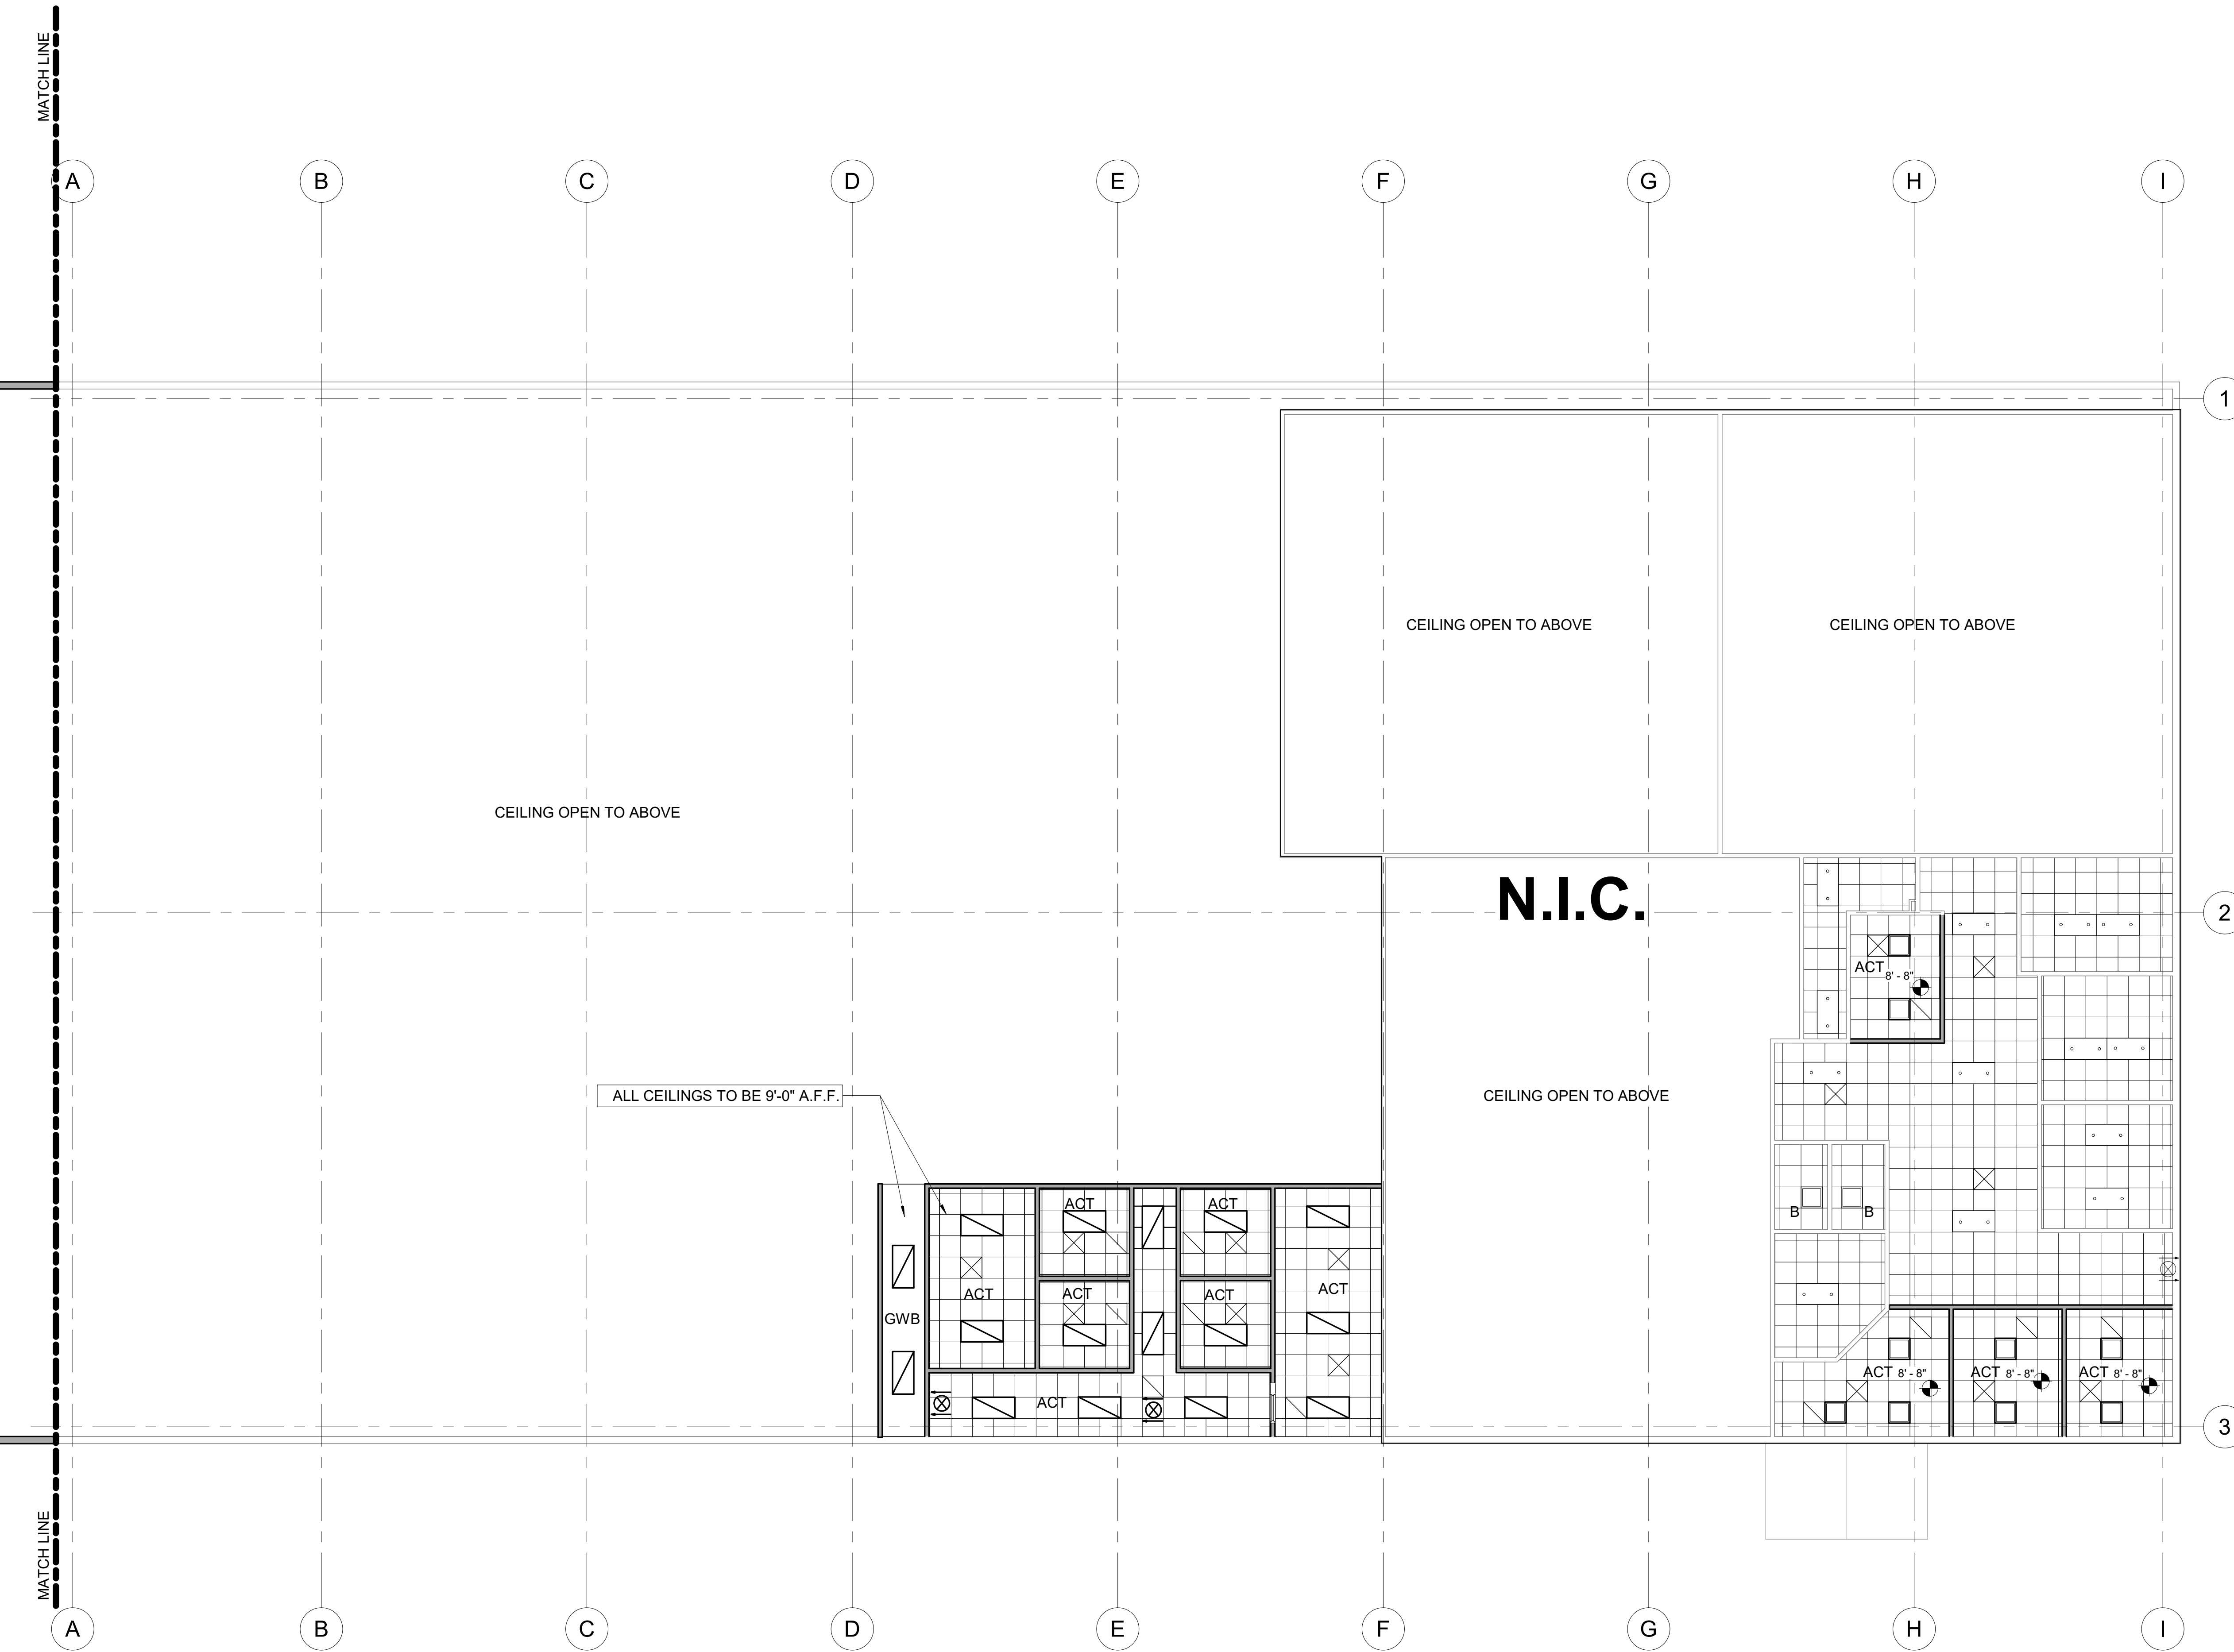 MATCH LINE
A
B
C
D
E
F
G
H
I
1
CEILING OPEN TO ABOVE
CEILING OPEN TO ABOVE
CEILING OPEN TO ABOVE
N.I.C.
2
ACT 8' - 8"
ALL CEILINGS TO BE 9'-0" A.F.F.
CEILING OPEN TO ABOVE
ACT
ACT
B
B
ACT
ACT
ACT
ACT
GWB
ACT
ACT 8' - 8"
ACT 8' - 8"
ACT 8' - 8"
3
MATCH LINE
A
B
C
D
E
F
G
H
I